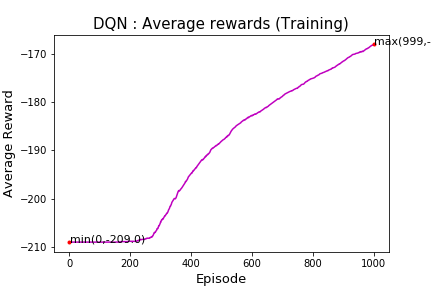 DQN : Average rewards (Training)
Average Reward
−170
−180
−190
−200
−210
max(999,-
min(0,-209.0)
0
200
400
600
800
1000
Episode